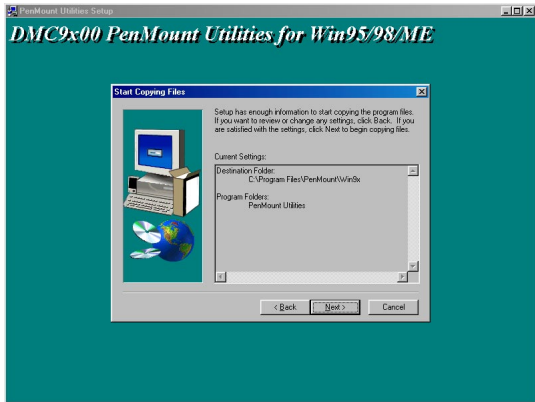 PenMount Utilities Setup
DMC9x00 PenMount Utilities for Win95/98/ME
Start Copying Files
Setup has enough information to start copying the program files.
If you want to review or change any settings, click Back. If you
are satisfied with the settings, click Next to begin copying files.
Current Settings:
Destination Folder:
C:\Program Files\PenMount\Win9x
Program Folders:
PenMount Utilities
< Back
Next >
Cancel